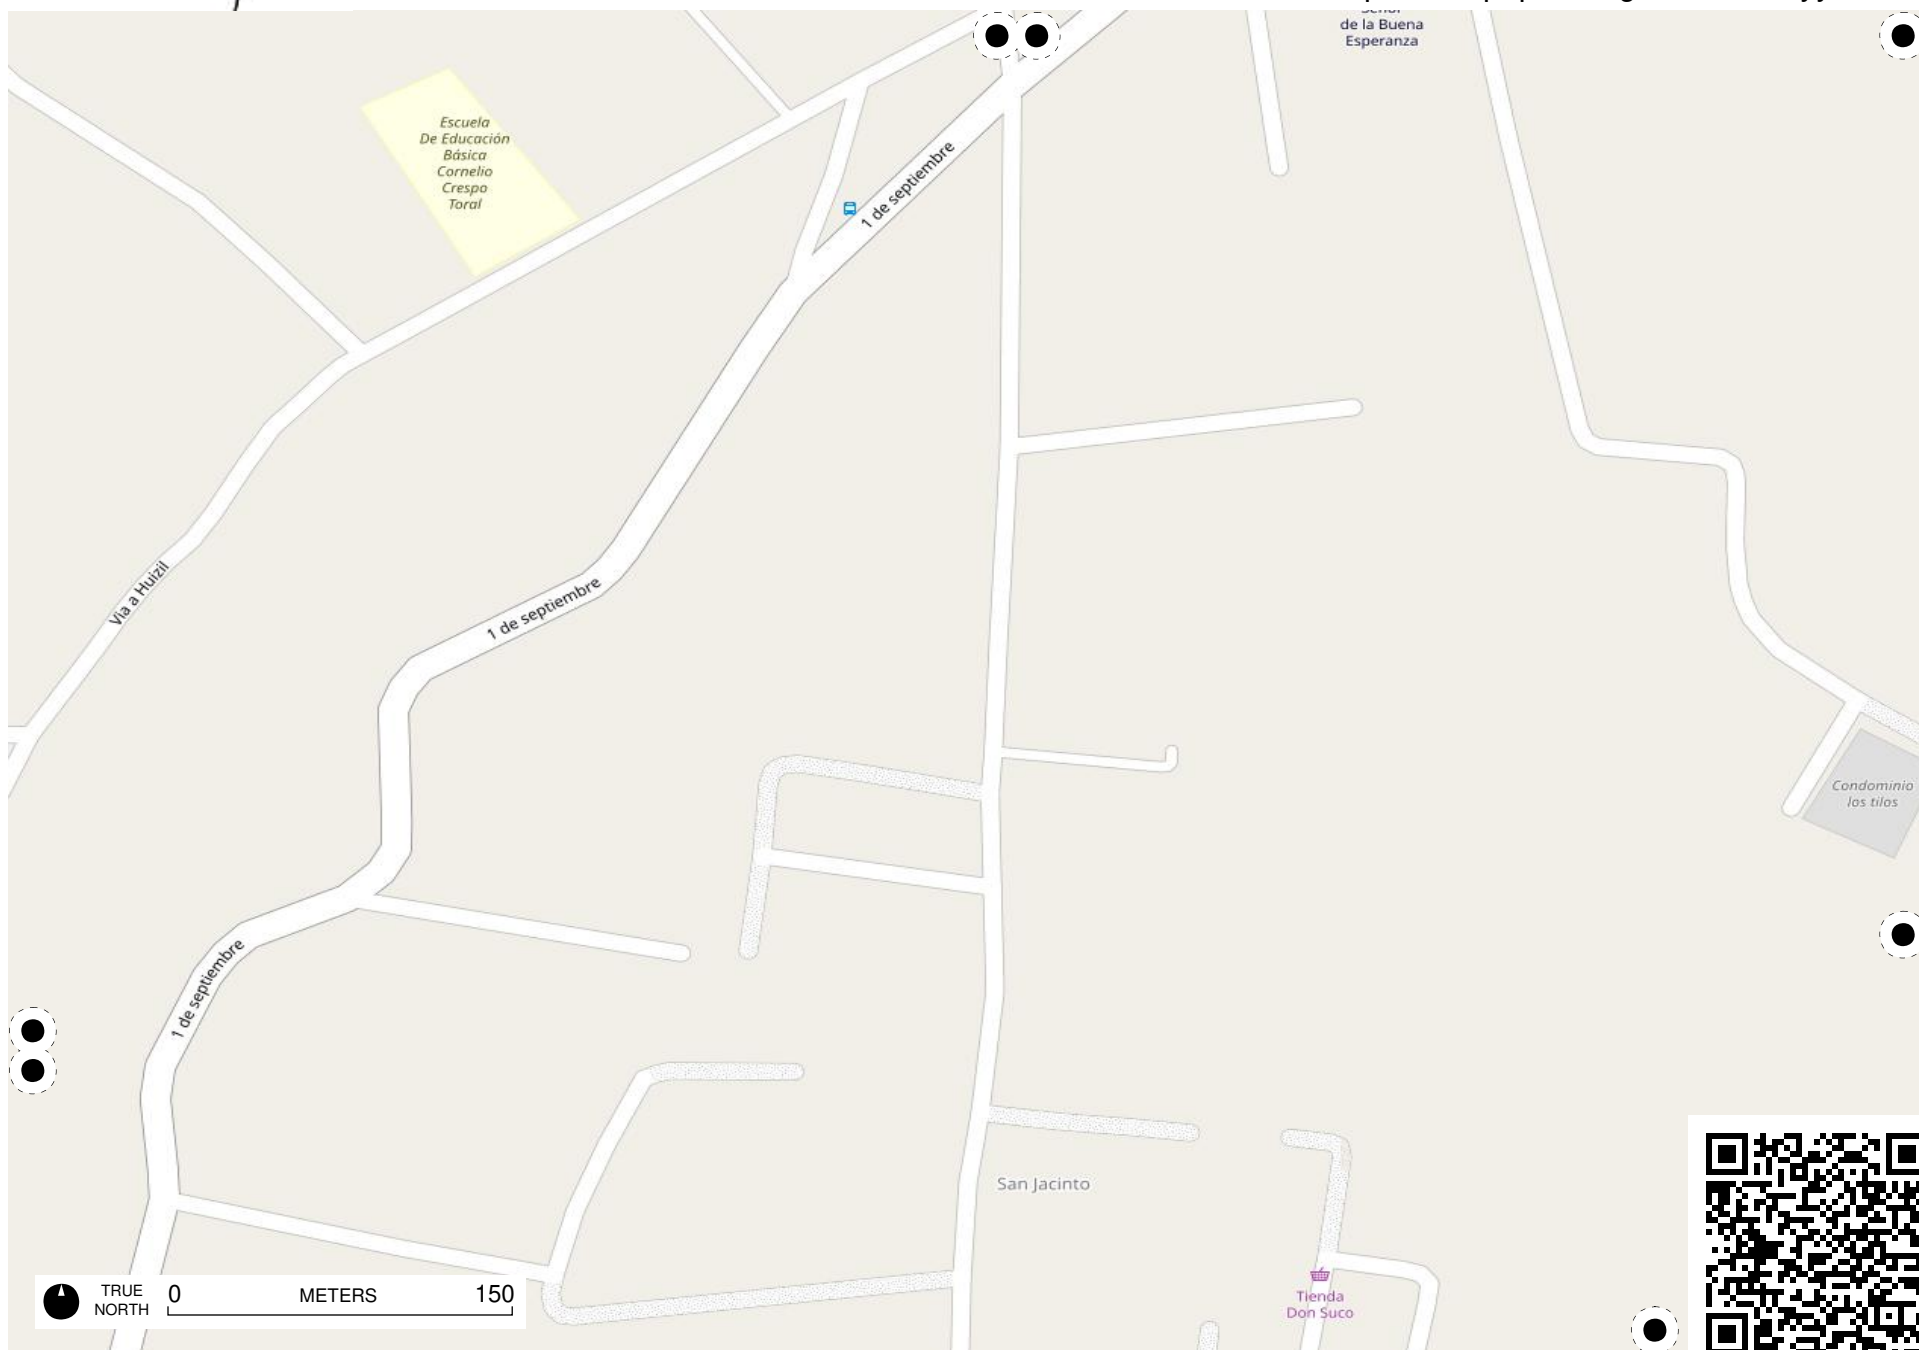 de la Buena
Esperanza
Escuela
De Educación
Básica
Cornelio
Crespo
Toral
1 de septiembre
Via a Huizil
1 de septiembre
Condominio
los tilos
1 de septiembre
San Jacinto
Tienda
Don Suco
TRUE
NORTH
0
METERS
150